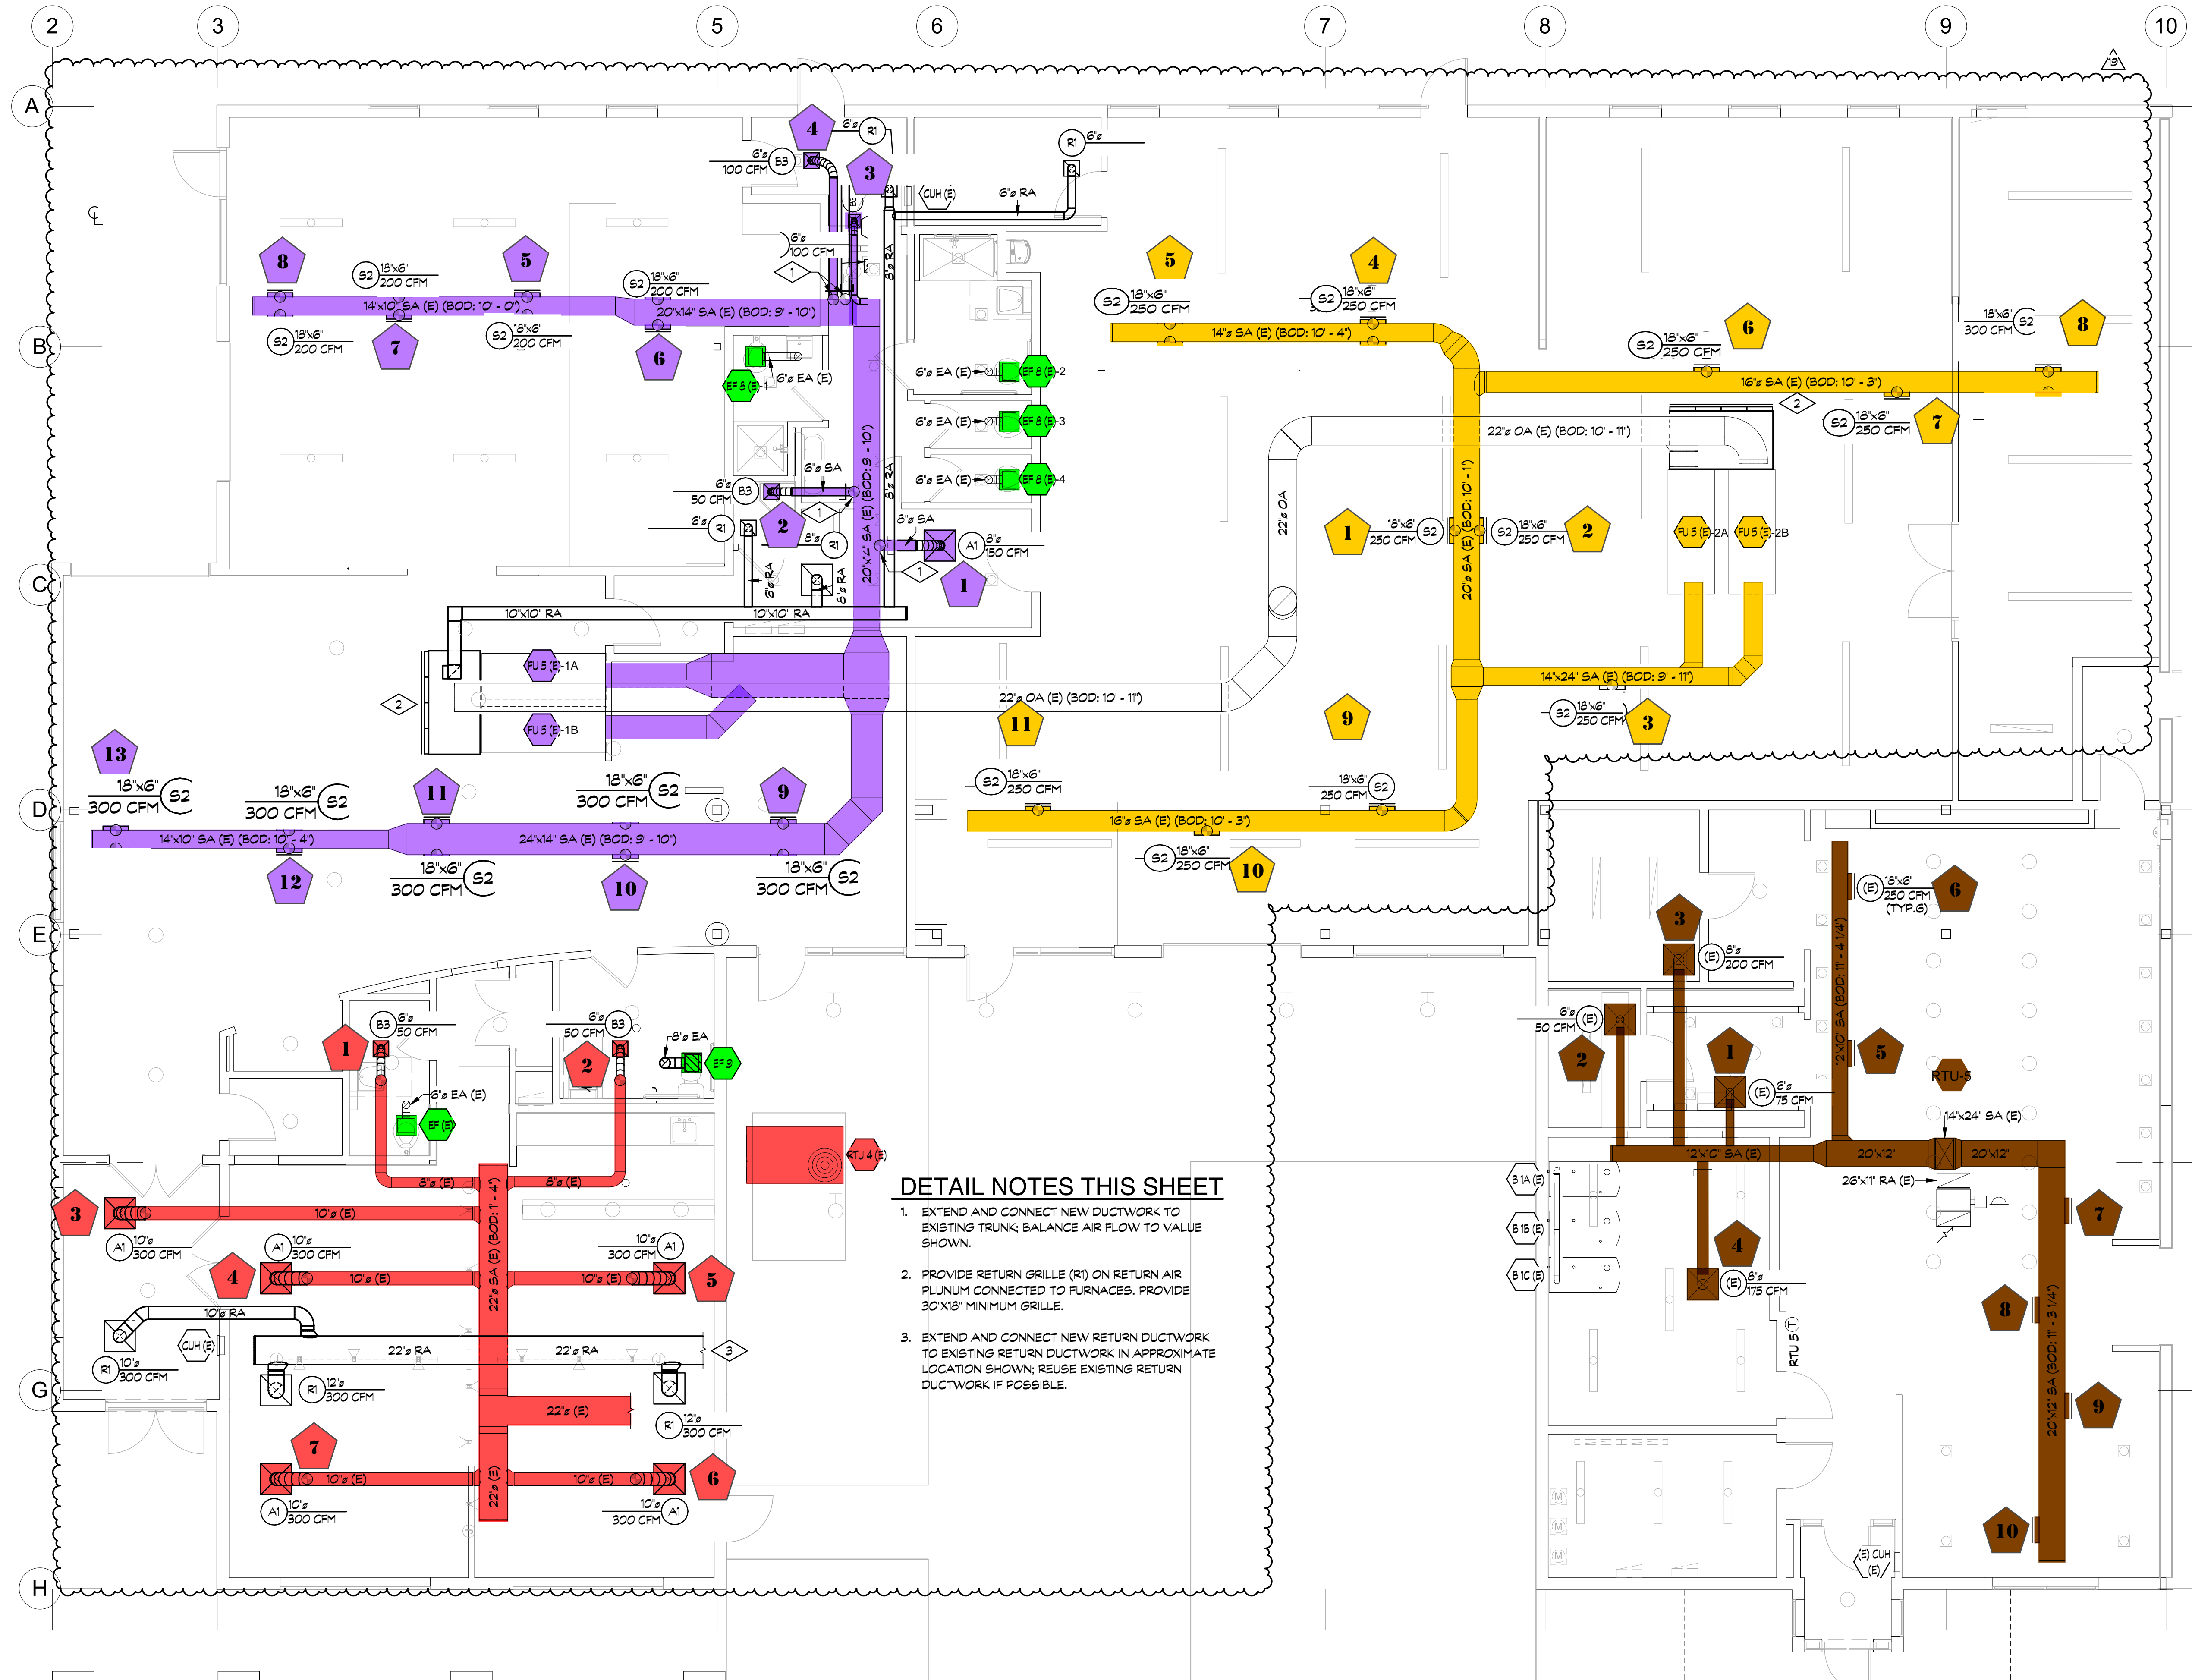 2
3
5
6
7
8
9
10
19
A
B
C
D
E
G
H
℄
4
6"ø
R1
6"ø
100 CFM
B3
3
CUH (E)
R1
6"ø
6"ø RA
6"ø
100 CFM
1
8"ø RA
8
S2
18"x6"
200 CFM
5
S2
18"x6"
200 CFM
14"x10" SA (E) (BOD: 10' - 0")
20"x14" SA (E) (BOD: 9' - 10")
S2
18"x6"
200 CFM
7
S2
18"x6"
200 CFM
6
EF 8 (E)-1
6"ø EA (E)
6"ø EA (E)
EF 8 (E)-2
6"ø EA (E)
EF 8 (E)-3
6"ø EA (E)
EF 8 (E)-4
20"x14" SA (E) (BOD: 9' - 10")
8"ø RA
6"ø SA
6"ø
50 CFM
B3
2
1
6"ø
R1
8"ø
R1
8"ø SA
A1
8"ø
150 CFM
1
1
6"ø RA
8"ø RA
10"x10" RA
10"x10" RA
FU 5 (E)-1A
FU 5 (E)-1B
2
22"ø OA (E) (BOD: 10' - 11")
13
18"x6"
300 CFM
S2
18"x6"
300 CFM
S2
11
18"x6"
300 CFM
S2
9
14"x10" SA (E) (BOD: 10' - 4")
24"x14" SA (E) (BOD: 9' - 10")
12
18"x6"
300 CFM
S2
10
18"x6"
300 CFM
S2
5
S2
18"x6"
250 CFM
4
S2
18"x6"
250 CFM
14"ø SA (E) (BOD: 10' - 4")
6
S2
18"x6"
250 CFM
18"x6"
300 CFM
S2
8
16"ø SA (E) (BOD: 10' - 3")
2
S2
18"x6"
250 CFM
7
22"ø OA (E) (BOD: 10' - 11")
22"ø OA
20"ø SA (E) (BOD: 10' - 1")
1
18"x6"
250 CFM
S2
S2
18"x6"
250 CFM
2
FU 5 (E)-2A
FU 5 (E)-2B
14"x24" SA (E) (BOD: 9' - 11")
S2
18"x6"
250 CFM
3
11
9
S2
18"x6"
250 CFM
18"x6"
250 CFM
S2
16"ø SA (E) (BOD: 10' - 3")
S2
18"x6"
250 CFM
10
1
B3
6"ø
50 CFM
6"ø
50 CFM
B3
2
8"ø EA
EF 9
6"ø EA (E)
EF (E)
8"ø (E)
8"ø (E)
RTU 4 (E)
3
10"ø (E)
A1
10"ø
300 CFM
4
A1
10"ø
300 CFM
10"ø
300 CFM
A1
5
10"ø (E)
10"ø (E)
22"ø SA (E) (BOD: 1' - 4")
10"ø RA
CUH (E)
R1
10"ø
300 CFM
22"ø RA
22"ø RA
3
R1
12"ø
300 CFM
R1
12"ø
300 CFM
22"ø (E)
7
22"ø (E)
10"ø (E)
10"ø (E)
6
A1
10"ø
300 CFM
10"ø
300 CFM
A1
DETAIL NOTES THIS SHEET
1. EXTEND AND CONNECT NEW DUCTWORK TO
EXISTING TRUNK; BALANCE AIR FLOW TO VALUE
SHOWN.
2. PROVIDE RETURN GRILLE (R1) ON RETURN AIR
PLUNUM CONNECTED TO FURNACES. PROVIDE
30"X18" MINIMUM GRILLE.
3. EXTEND AND CONNECT NEW RETURN DUCTWORK
TO EXISTING RETURN DUCTWORK IN APPROXIMATE
LOCATION SHOWN; REUSE EXISTING RETURN
DUCTWORK IF POSSIBLE.
3
(E)
8"ø
200 CFM
6"ø
50 CFM
(E)
2
1
(E)
6"ø
75 CFM
12"x10" SA (E)
4
(E)
8"ø
175 CFM
B 1A (E)
B 1B (E)
B 1C (E)
RTU 5
T
12"x10" SA (BOD: 11' - 4 1/4")
(E)
18"x6"
250 CFM
(TYP.6)
6
5
RTU-5
14"x24" SA (E)
20"x12"
20"x12"
26"x11" RA (E)
7
8
20"x12" SA (BOD: 11' - 3 1/4")
9
10
M
M
M
(E) CUH
(E)